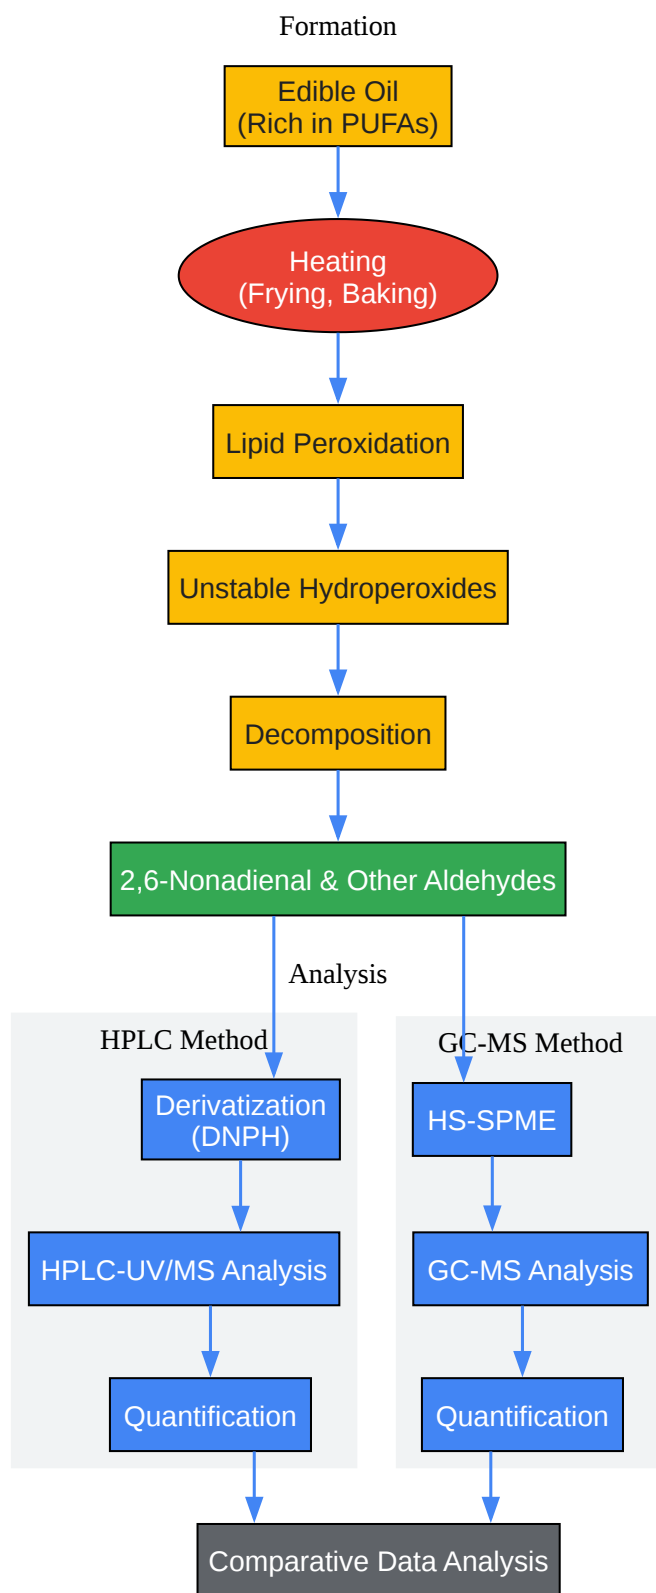 Formation
Edible Oil
(Rich in PUFAs)
Heating
(Frying, Baking)
Lipid Peroxidation
Unstable Hydroperoxides
Decomposition
2,6-Nonadienal & Other Aldehydes
Analysis
HPLC Method
Derivatization
(DNPH)
HPLC-UV/MS Analysis
Quantification
GC-MS Method
HS-SPME
GC-MS Analysis
Quantification
Comparative Data Analysis